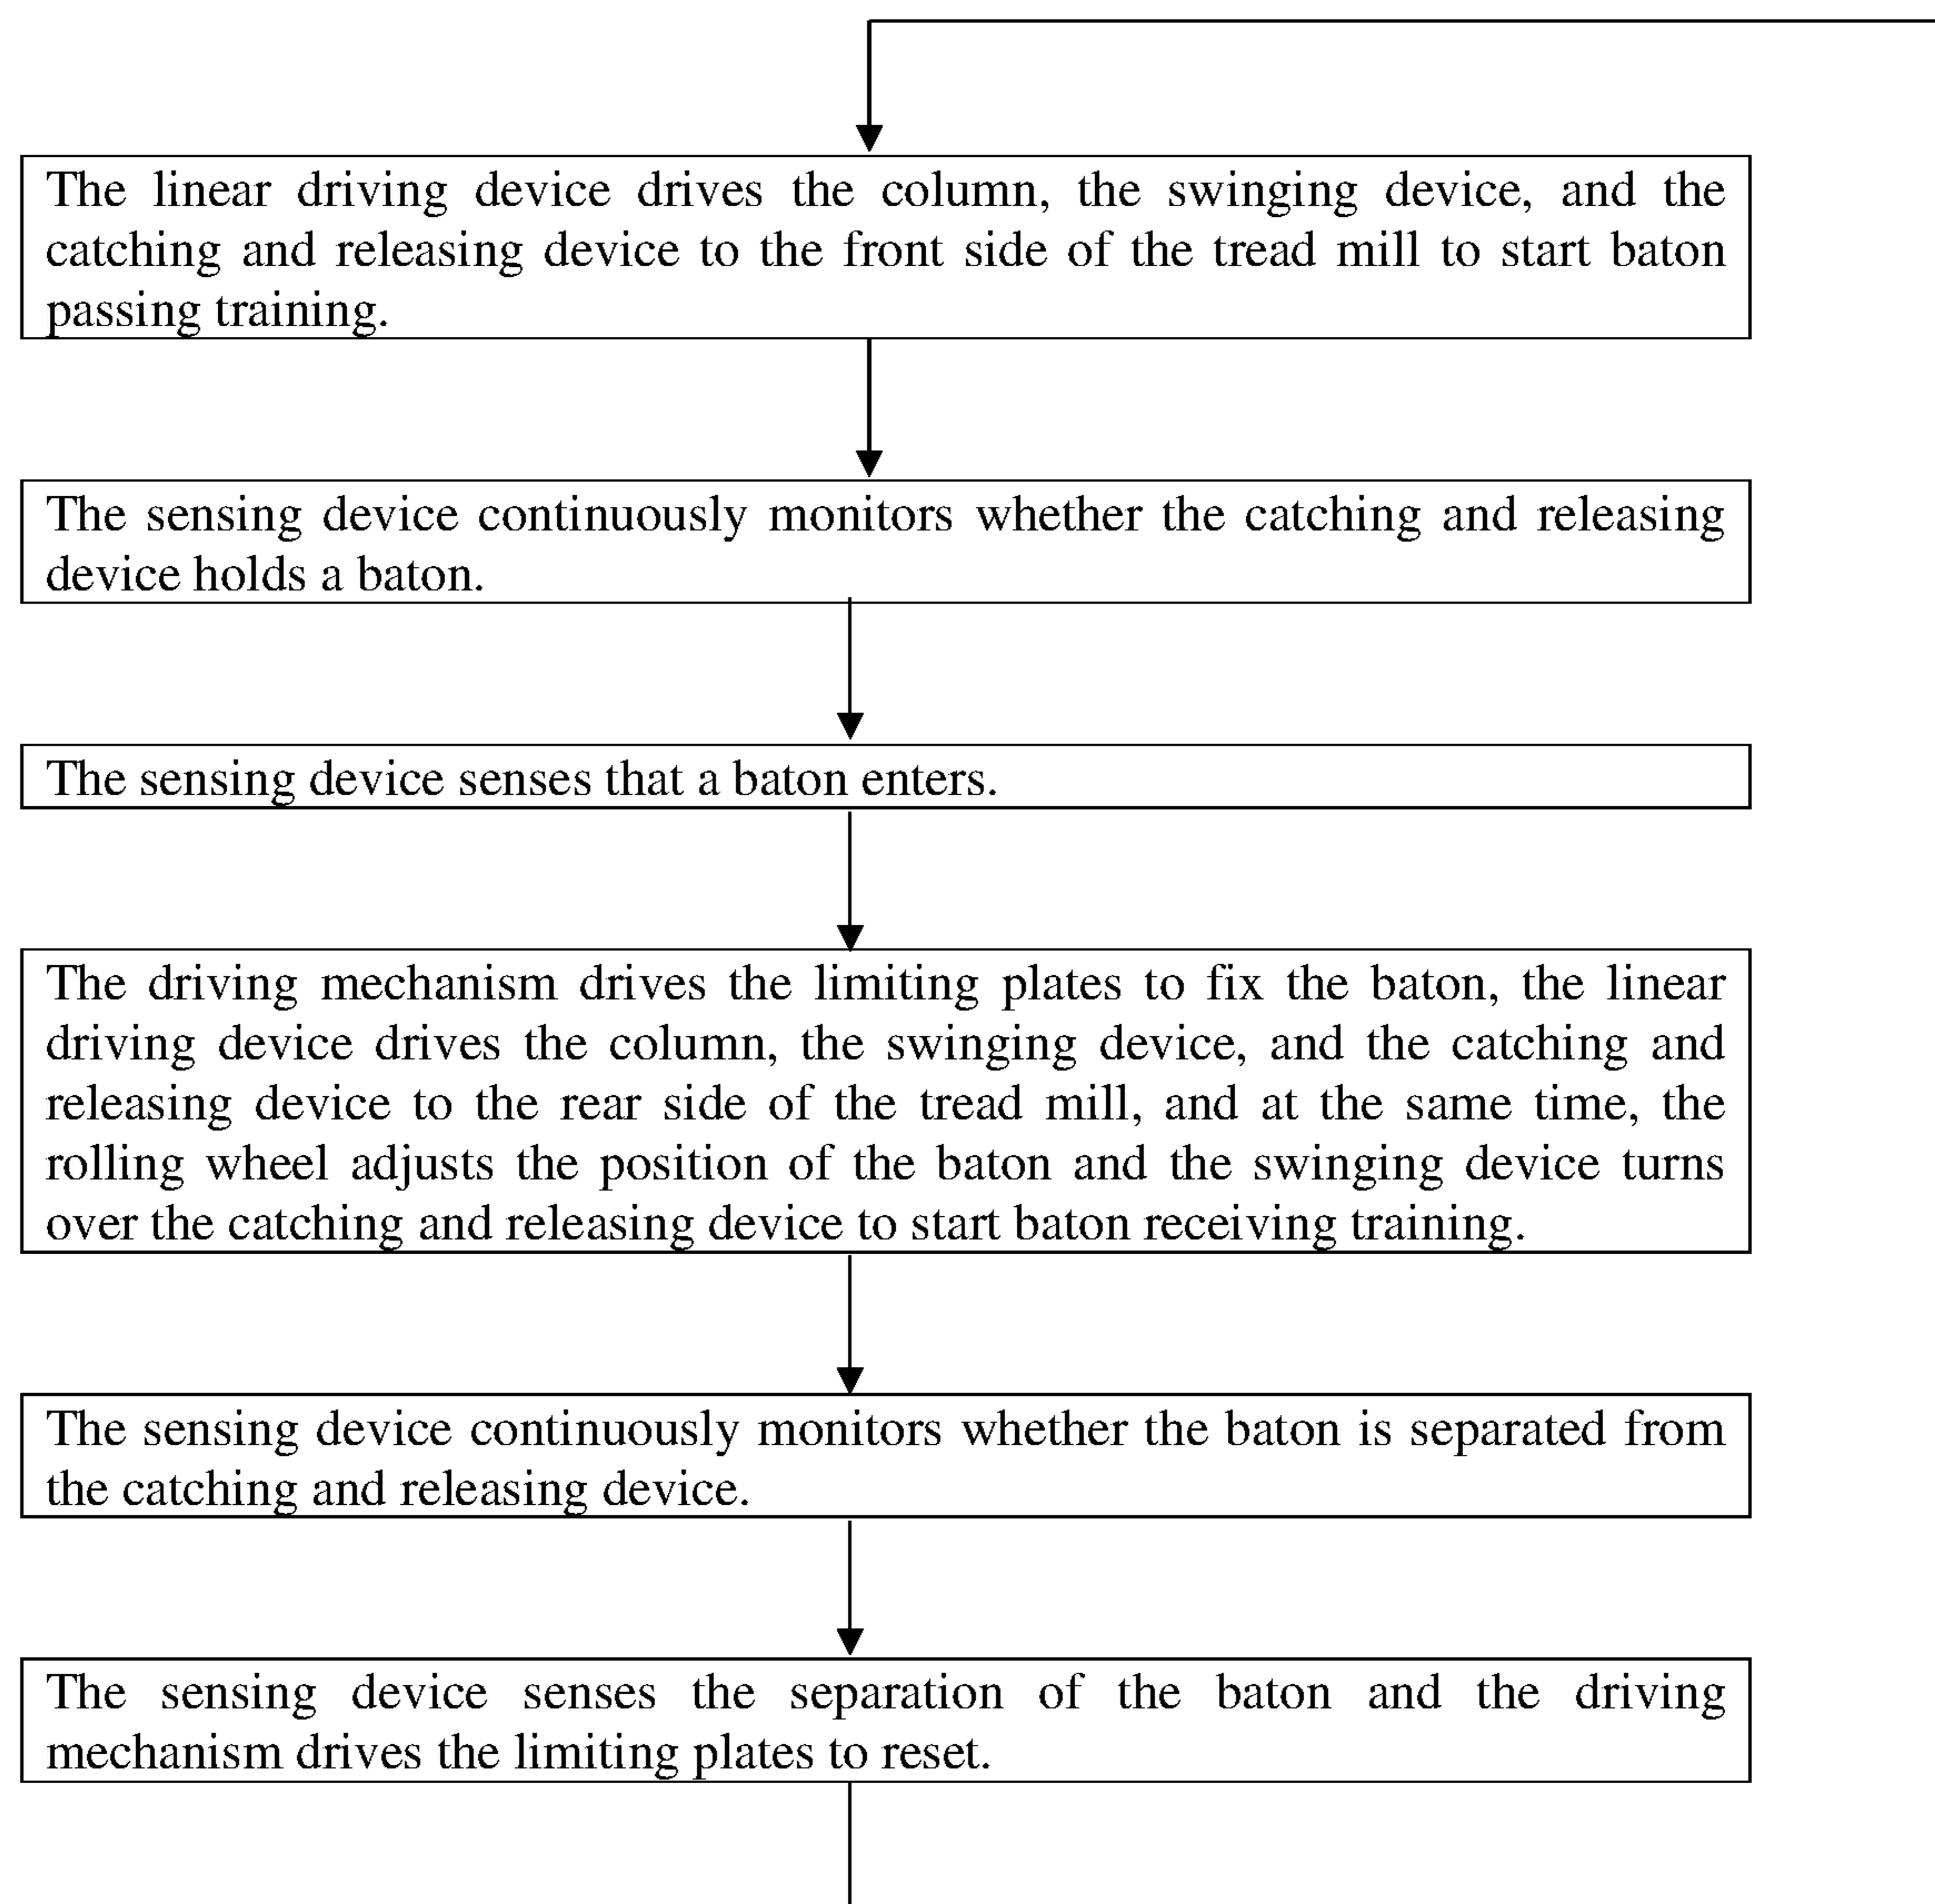 The linear driving device drives the column, the swinging device, and the
catching and releasing device to the front side of the tread mill to start baton
passing training.
The sensing device continuously monitors whether the catching and releasing
device holds a baton.
The sensing device senses that a baton enters.
The driving mechanism drives the limiting plates to fix the baton, the linear
driving device drives the column, the swinging device, and the catching and
releasing device to the rear side of the tread mill, and at the same time, the
rolling wheel adjusts the position of the baton and the swinging device turns
over the catching and releasing device to start baton receiving training.
The sensing device continuously monitors whether the baton is separated from
the catching and releasing device.
The sensing device senses the separation of the baton and the driving
mechanism drives the limiting plates to reset.